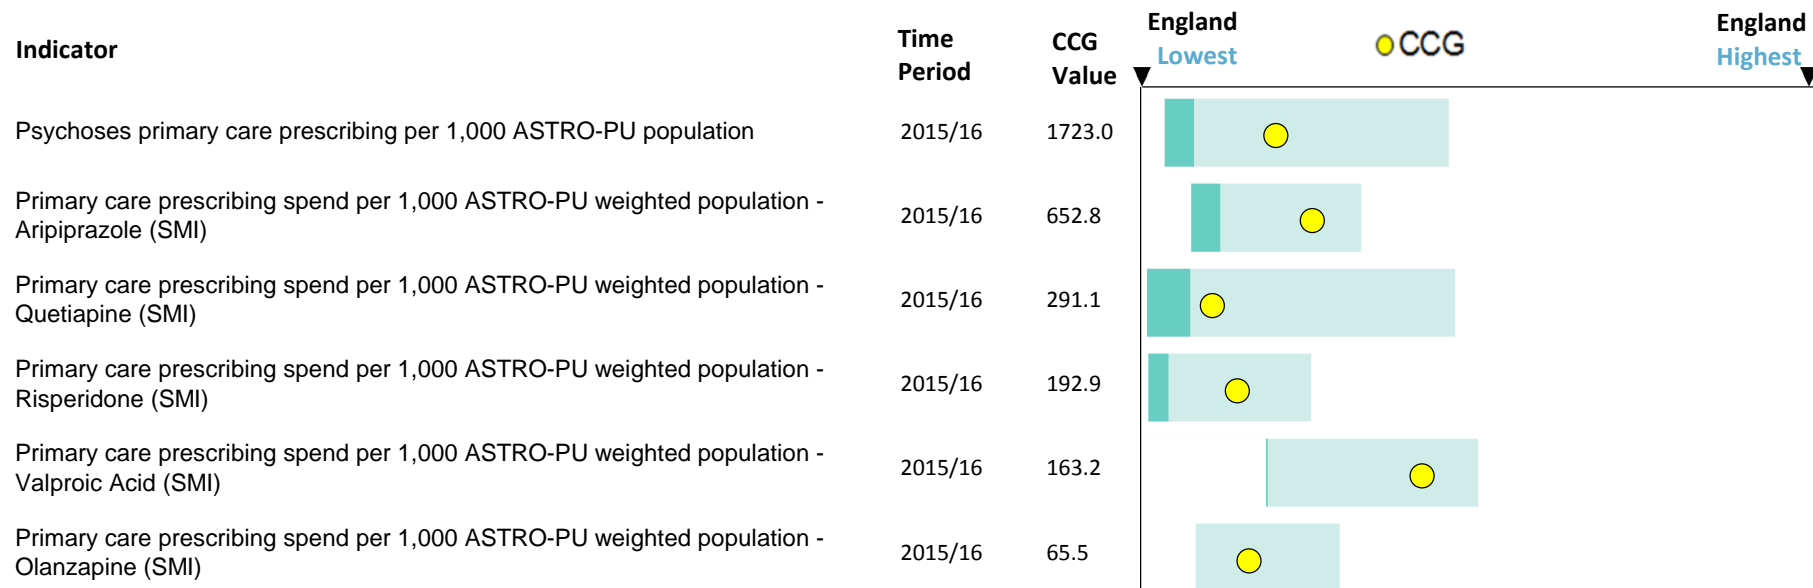 Indicator
Time
Period
CCG
Value
England
Lowest
CCG
England
Highest
Psychoses primary care prescribing per 1,000 ASTRO-PU population
2015/16
1723.0
Primary care prescribing spend per 1,000 ASTRO-PU weighted population -
Aripiprazole (SMI)
2015/16
652.8
Primary care prescribing spend per 1,000 ASTRO-PU weighted population -
Quetiapine (SMI)
2015/16
291.1
Primary care prescribing spend per 1,000 ASTRO-PU weighted population -
Risperidone (SMI)
2015/16
192.9
Primary care prescribing spend per 1,000 ASTRO-PU weighted population -
Valproic Acid (SMI)
2015/16
163.2
Primary care prescribing spend per 1,000 ASTRO-PU weighted population -
Olanzapine (SMI)
2015/16
65.5